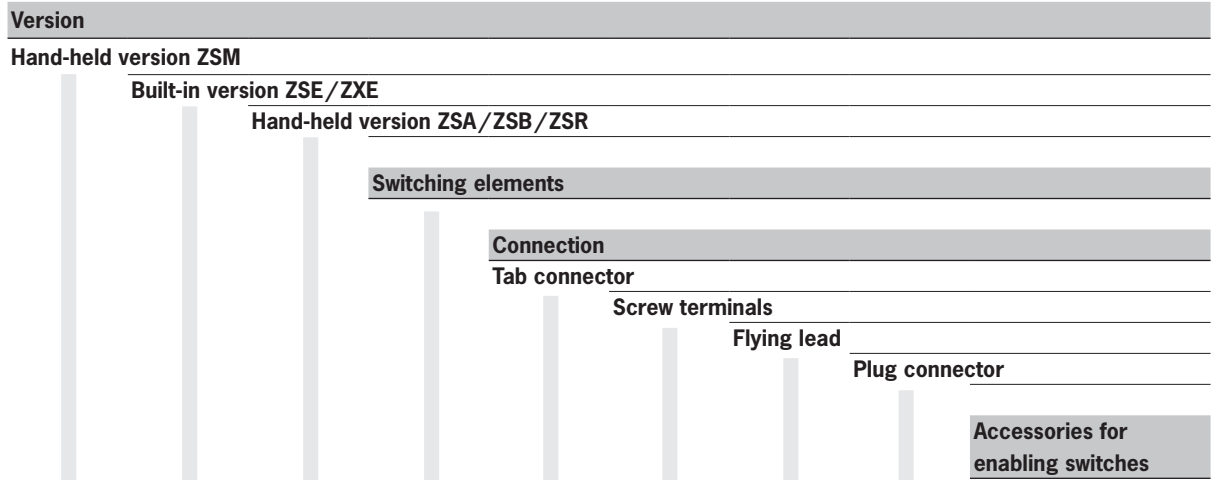 Version
Hand-held version ZSM
Built-in version ZSE/ZXE
Hand-held version ZSA/ZSB/ZSR
Switching elements
Connection
Tab connector
Screw terminals
Flying lead
Plug connector
Accessories for
enabling switches